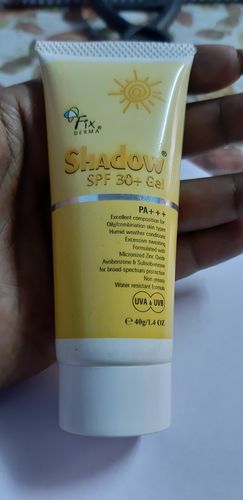 Fix
DERMA®
SHADOW®
SPF 30+ Gel
PA+++
Excellent composition for
Oily/combination skin types
Humid weather conditions
Excessive sweating
Formulated with
Micronized Zinc Oxide
Avobenzone & Sulisobenzone
for broad-spectrum protection
Non greasy
Water resistant formula
UVA & UVB
e 40g/1.4 OZ